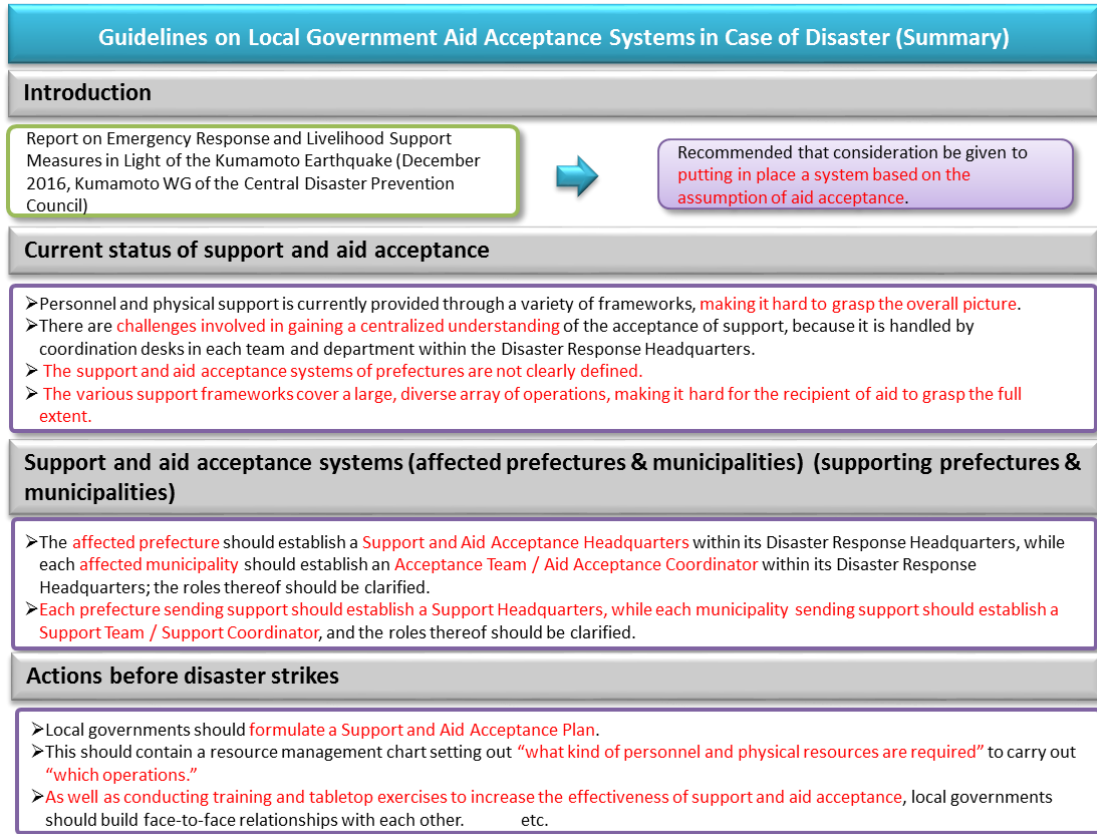 Guidelines on Local Government Aid Acceptance Systems in Case of Disaster (Summary)
Introduction
Report on Emergency Response and Livelihood Support
Measures in Light of the Kumamoto Earthquake (December
2016, Kumamoto WG of the Central Disaster Prevention
Council)
Recommended that consideration be given to
putting in place a system based on the
assumption of aid acceptance.
Current status of support and aid acceptance
➢Personnel and physical support is currently provided through a variety of frameworks, making it hard to grasp the overall picture.
➢There are challenges involved in gaining a centralized understanding of the acceptance of support, because it is handled by
coordination desks in each team and department within the Disaster Response Headquarters.
➢ The support and aid acceptance systems of prefectures are not clearly defined.
➢ The various support frameworks cover a large, diverse array of operations, making it hard for the recipient of aid to grasp the full
extent.
Support and aid acceptance systems (affected prefectures & municipalities) (supporting prefectures &
municipalities)
➢The affected prefecture should establish a Support and Aid Acceptance Headquarters within its Disaster Response Headquarters, while
each affected municipality should establish an Acceptance Team / Aid Acceptance Coordinator within its Disaster Response
Headquarters; the roles thereof should be clarified.
➢Each prefecture sending support should establish a Support Headquarters, while each municipality sending support should establish a
Support Team / Support Coordinator, and the roles thereof should be clarified.
Actions before disaster strikes
➢Local governments should formulate a Support and Aid Acceptance Plan.
➢This should contain a resource management chart setting out “what kind of personnel and physical resources are required” to carry out
“which operations.”
➢As well as conducting training and tabletop exercises to increase the effectiveness of support and aid acceptance, local governments
should build face-to-face relationships with each other. etc.